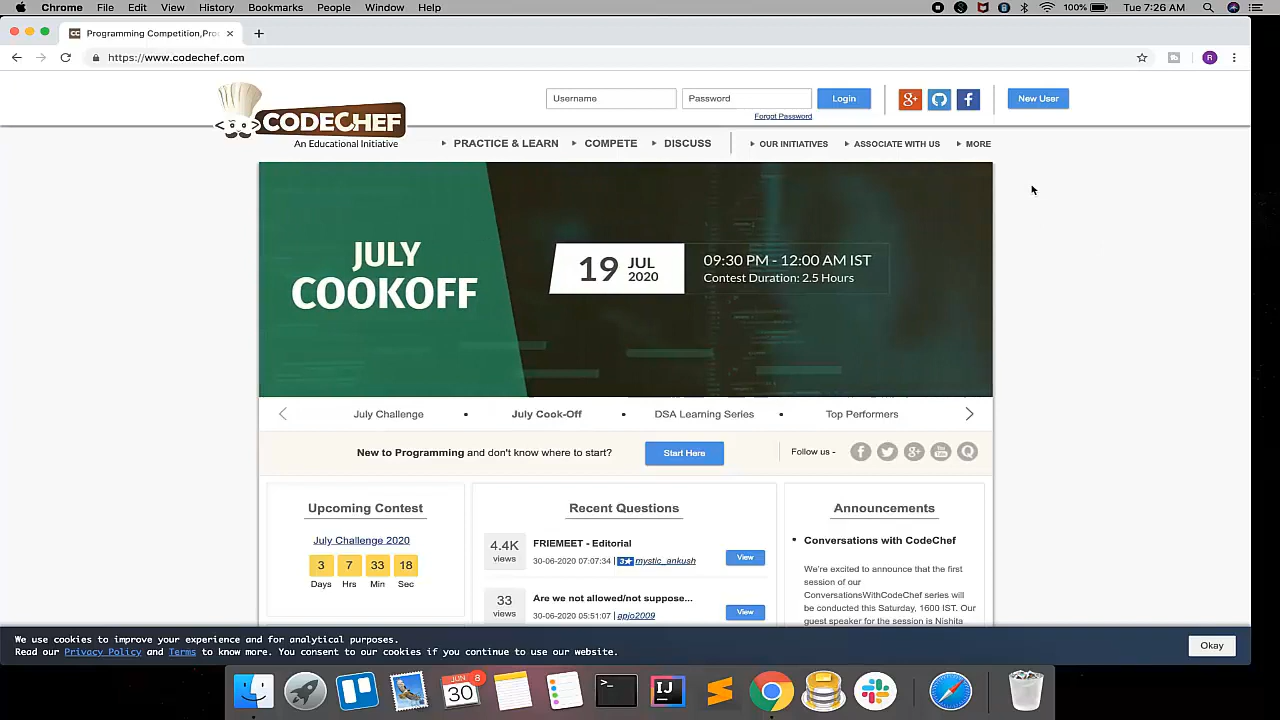 Chrome File Edit View History Bookmarks People Window Help 100% Tue 7:26 AM
Programming Competition,Pro
https://www.codechef.com R
CODECHEF
An Educational Initiative
Username Password Login New User
Forgot Password
PRACTICE & LEARN COMPETE DISCUSS OUR INITIATIVES ASSOCIATE WITH US MORE
JULY
COOKOFF
19 JUL
2020
09:30 PM - 12:00 AM IST
Contest Duration: 2.5 Hours
July Challenge July Cook-Off DSA Learning Series Top Performers
New to Programming and don't know where to start? Start Here Follow us -
Upcoming Contest
July Challenge 2020
3 7 33 18
Days Hrs Min Sec
Recent Questions
4.4K
views
FRIEMEET - Editorial
30-06-2020 07:07:34 | 3★ mystic_ankush
View
33
views
Are we not allowed/not suppose...
30-06-2020 05:51:07 | apjo2009
View
Announcements
Conversations with CodeChef
We're excited to announce that the first
session of our
ConversationsWithCodeChef series will
be conducted this Saturday, 1600 IST. Our
guest speaker for the session is Nishita
We use cookies to improve your experience and for analytical purposes.
Read our Privacy Policy and Terms to know more. You consent to our cookies if you continue to use our website.
Okay
JUN 8
30
IJ